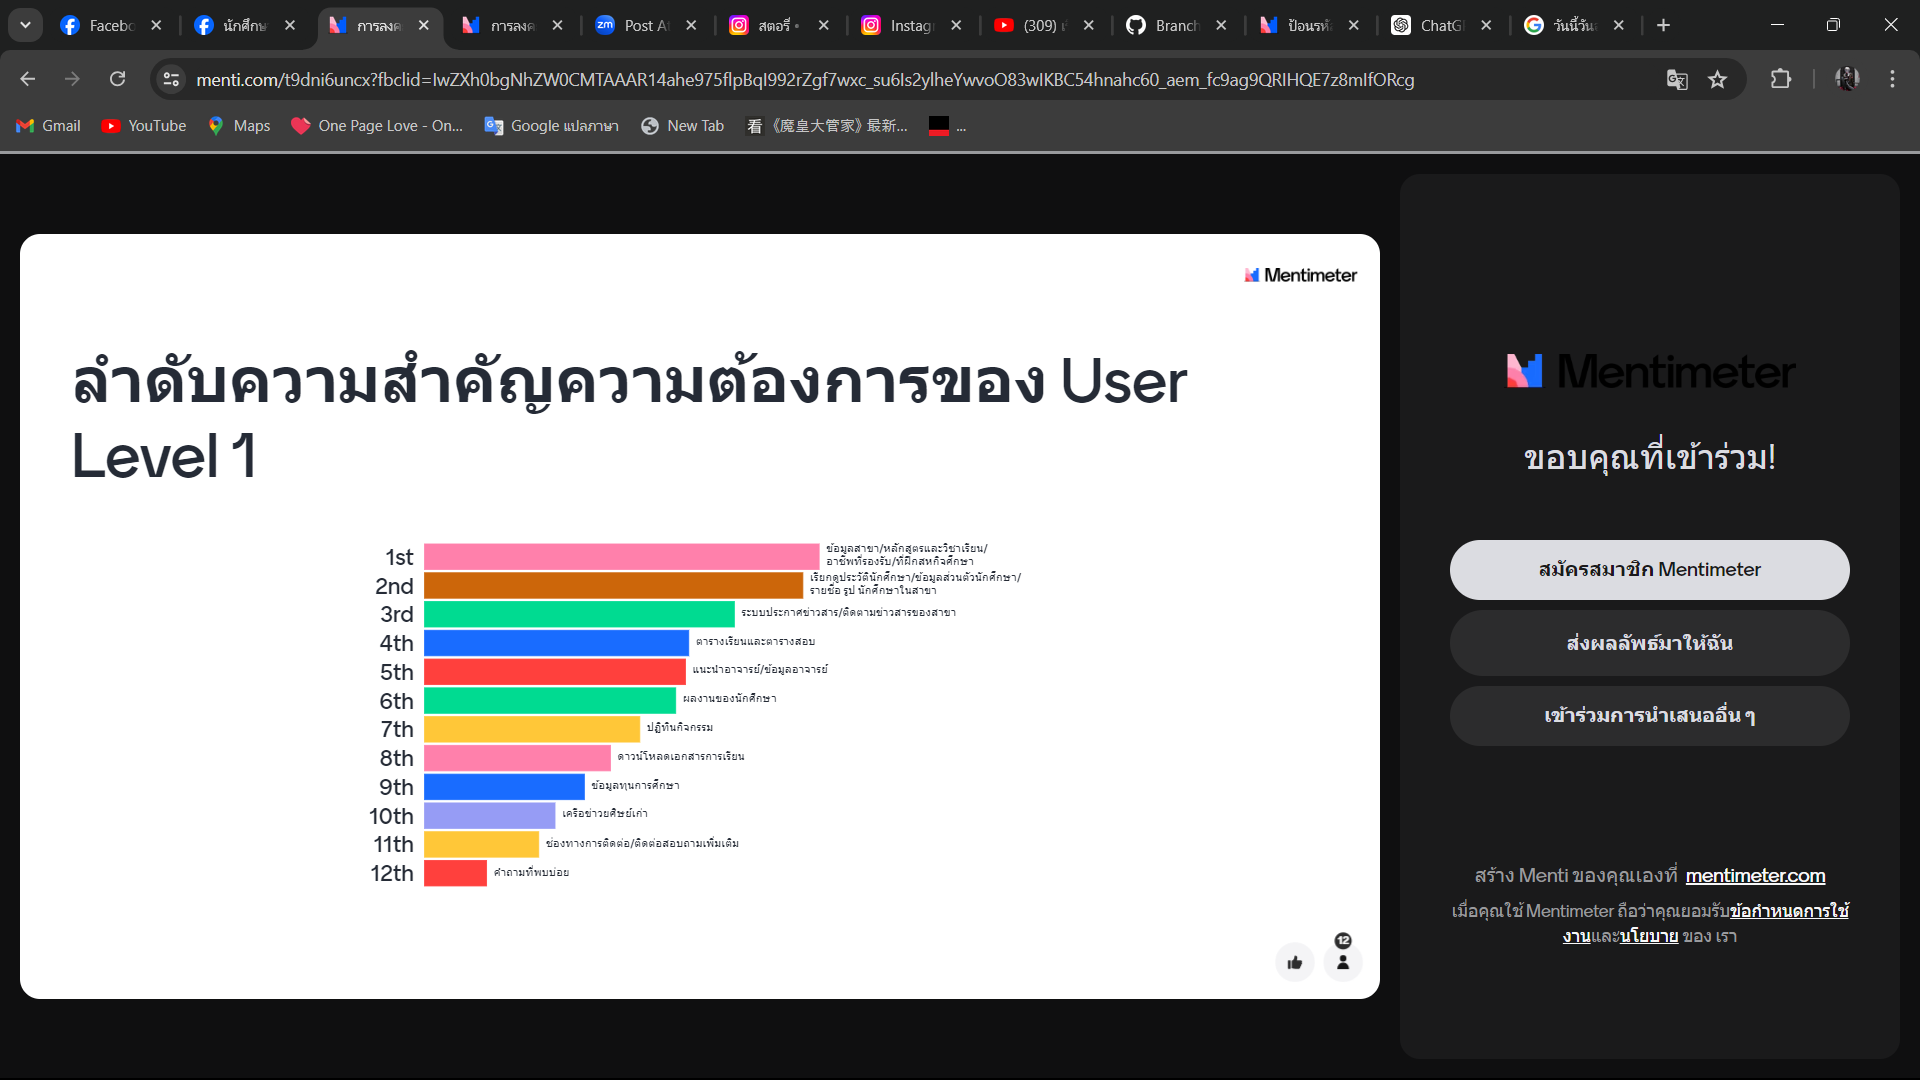 Facebo
นักศึกษ
การลงค
การลงค
zm
Post At
สตอรี่ •
Instag
(309) เ
Branch
ป้อนรหั
ChatG
วันนี้วัน
menti.com/t9dni6uncx?fbclid=IwZXh0bgNhZW0CMTAAAR14ahe975flpBqI992rZgf7wxc_su6Is2ylheYwvoO83wIKBC54hnahc60_aem_fc9ag9QRIHQE7z8mIfORcg
Gmail
YouTube
Maps
One Page Love - On...
Google แปลภาษา
New Tab
看
《魔皇大管家》 最新...
...
Mentimeter
ลำดับความสำคัญความต้องการของ User
Level 1
1st
ข้อมูลสาขา/หลักสูตรและวิชาเรียน/
อาชีพที่รองรับ/ที่ฝึกสหกิจศึกษา
2nd
เรียกดูประวัตินักศึกษา/ข้อมูลส่วนตัวนักศึกษา/
รายชื่อ รูป นักศึกษาในสาขา
3rd
ระบบประกาศข่าวสาร/ติดตามข่าวสารของสาขา
4th
ตารางเรียนและตารางสอบ
5th
แนะนำอาจารย์/ข้อมูลอาจารย์
6th
ผลงานของนักศึกษา
7th
ปฏิทินกิจกรรม
8th
ดาวน์โหลดเอกสารการเรียน
9th
ข้อมูลทุนการศึกษา
10th
เครือข่าวยศิษย์เก่า
11th
ช่องทางการติดต่อ/ติดต่อสอบถามเพิ่มเติม
12th
คำถามที่พบบ่อย
12
Mentimeter
ขอบคุณที่เข้าร่วม!
สมัครสมาชิก Mentimeter
ส่งผลลัพธ์มาให้ฉัน
เข้าร่วมการนำเสนออื่น ๆ
สร้าง Menti ของคุณเองที่ mentimeter.com
เมื่อคุณใช้ Mentimeter ถือว่าคุณยอมรับข้อกำหนดการใช้
งานและนโยบาย ของ เรา